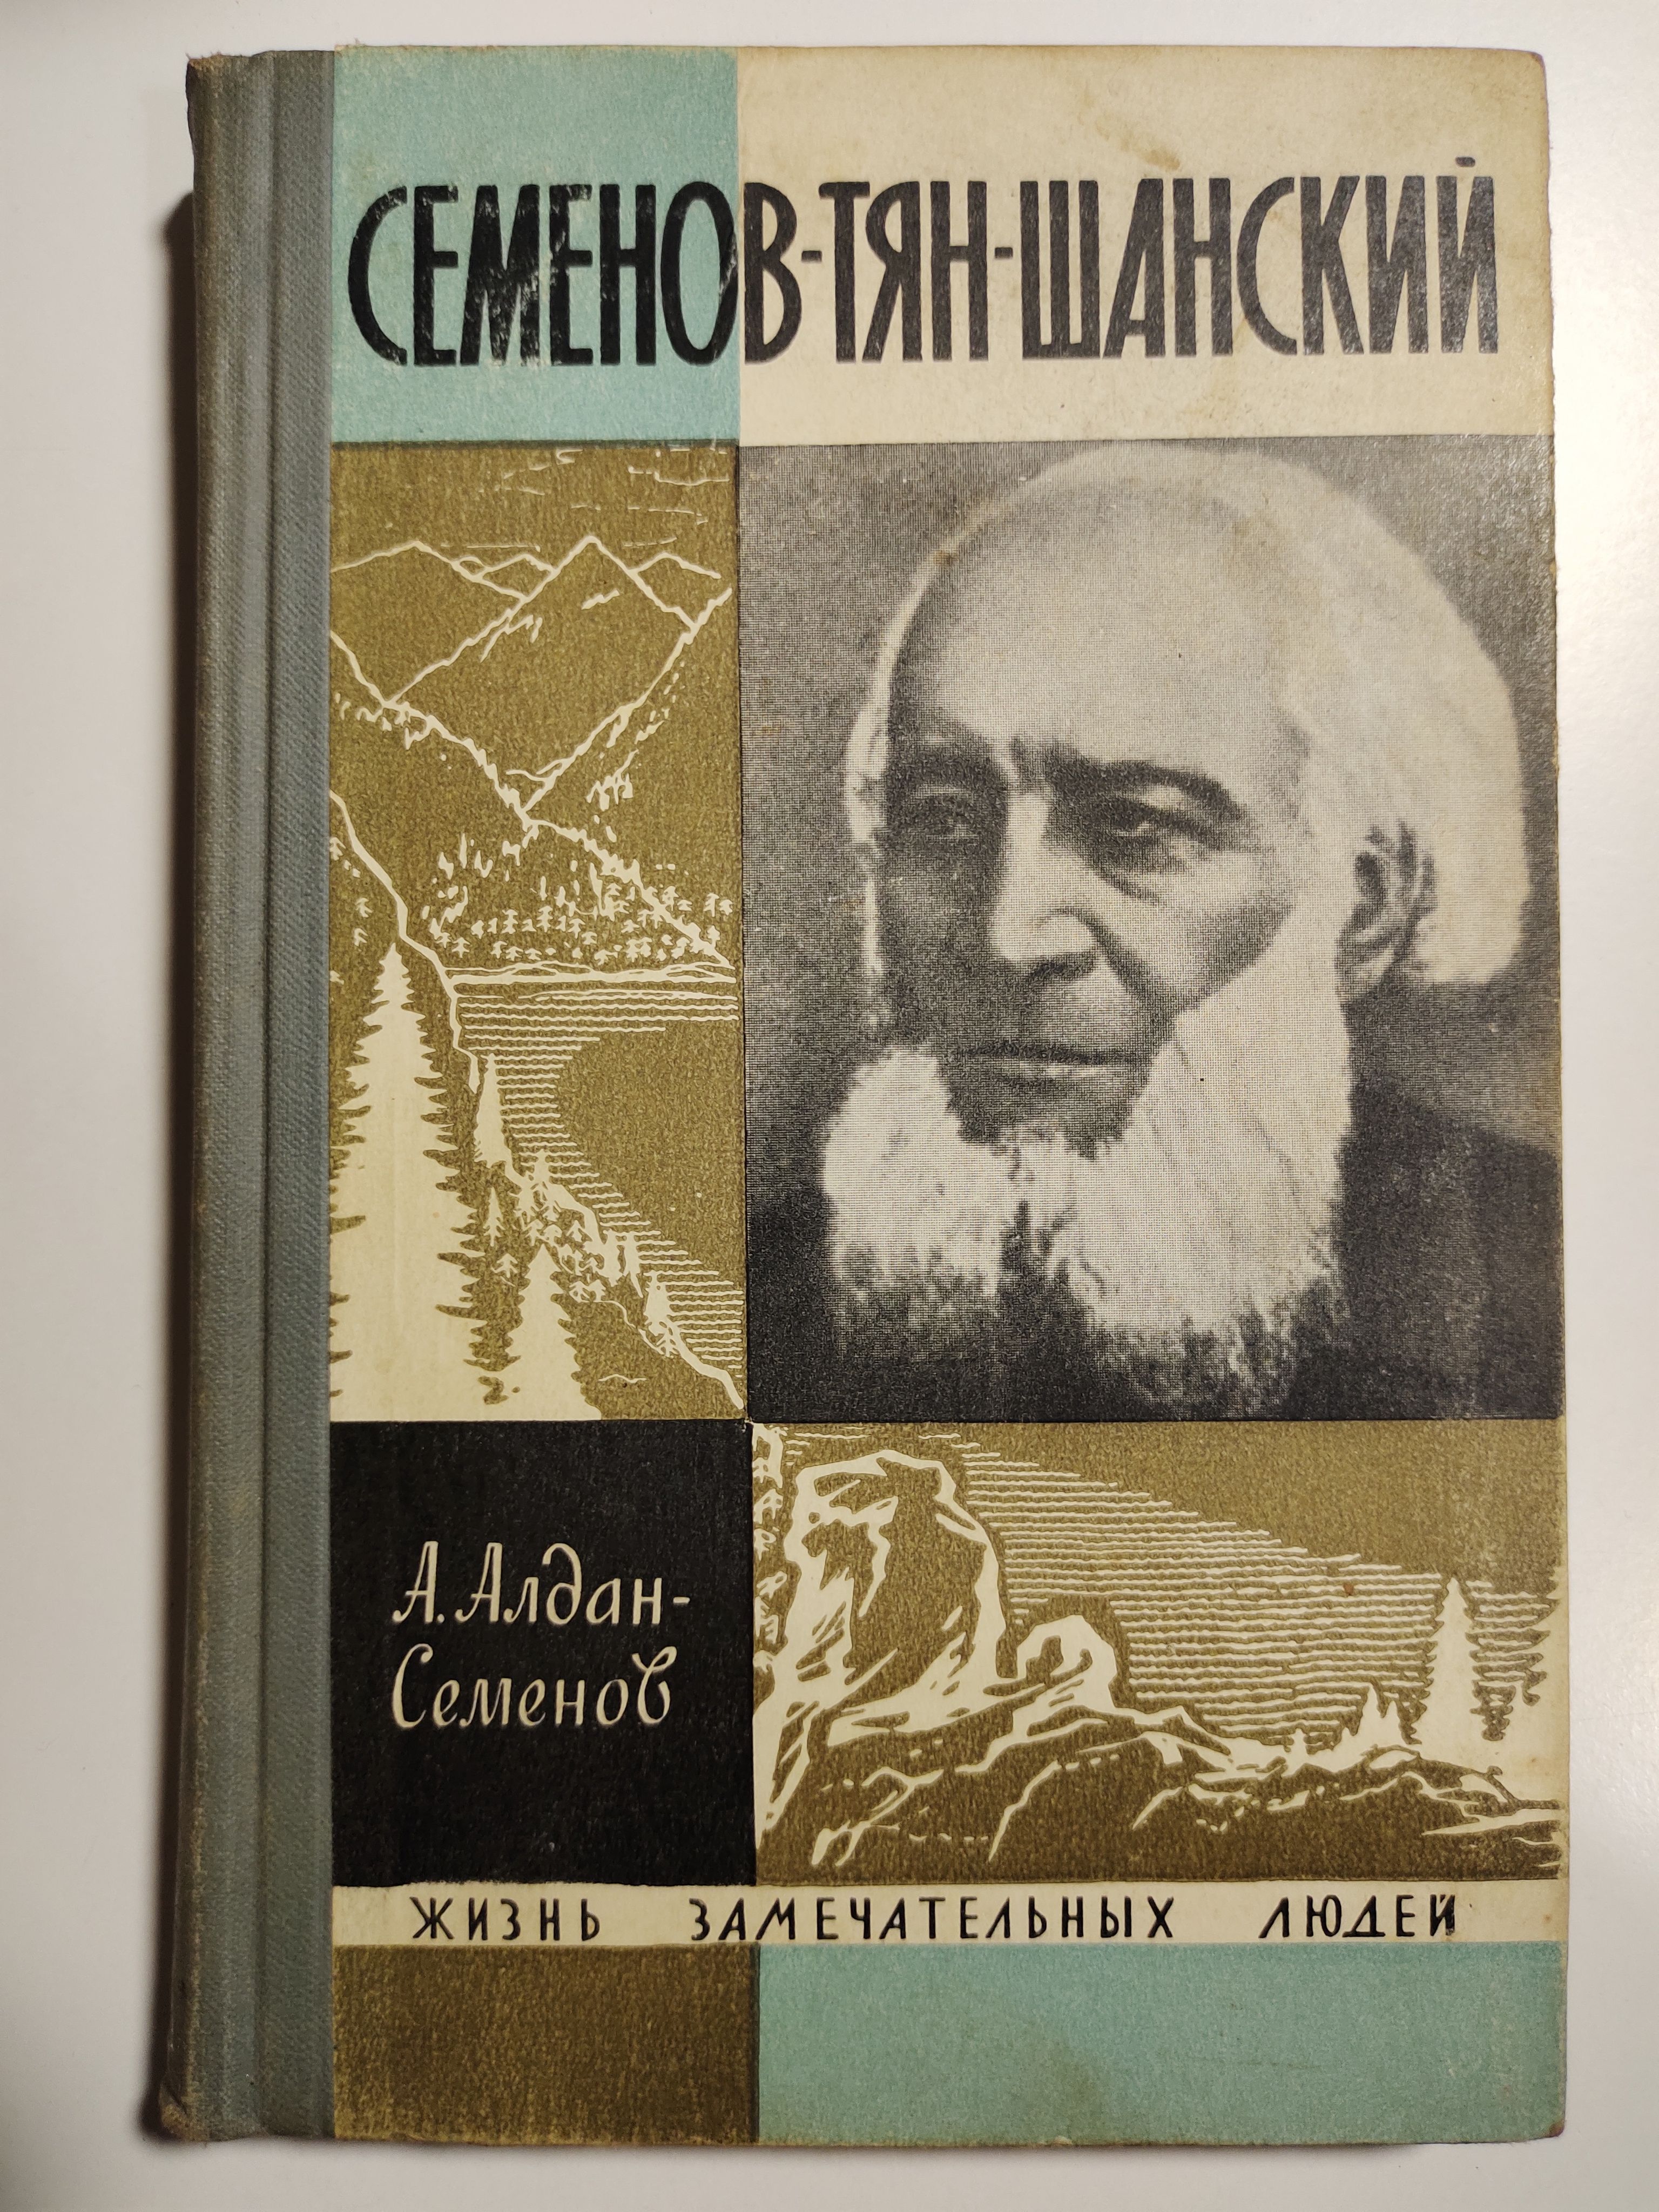 СЕМЕНОВ-ТЯН-ШАНСКИЙ
А. Алдан-
Семенов
ЖИЗНЬ ЗАМЕЧАТЕЛЬНЫХ ЛЮДЕЙ